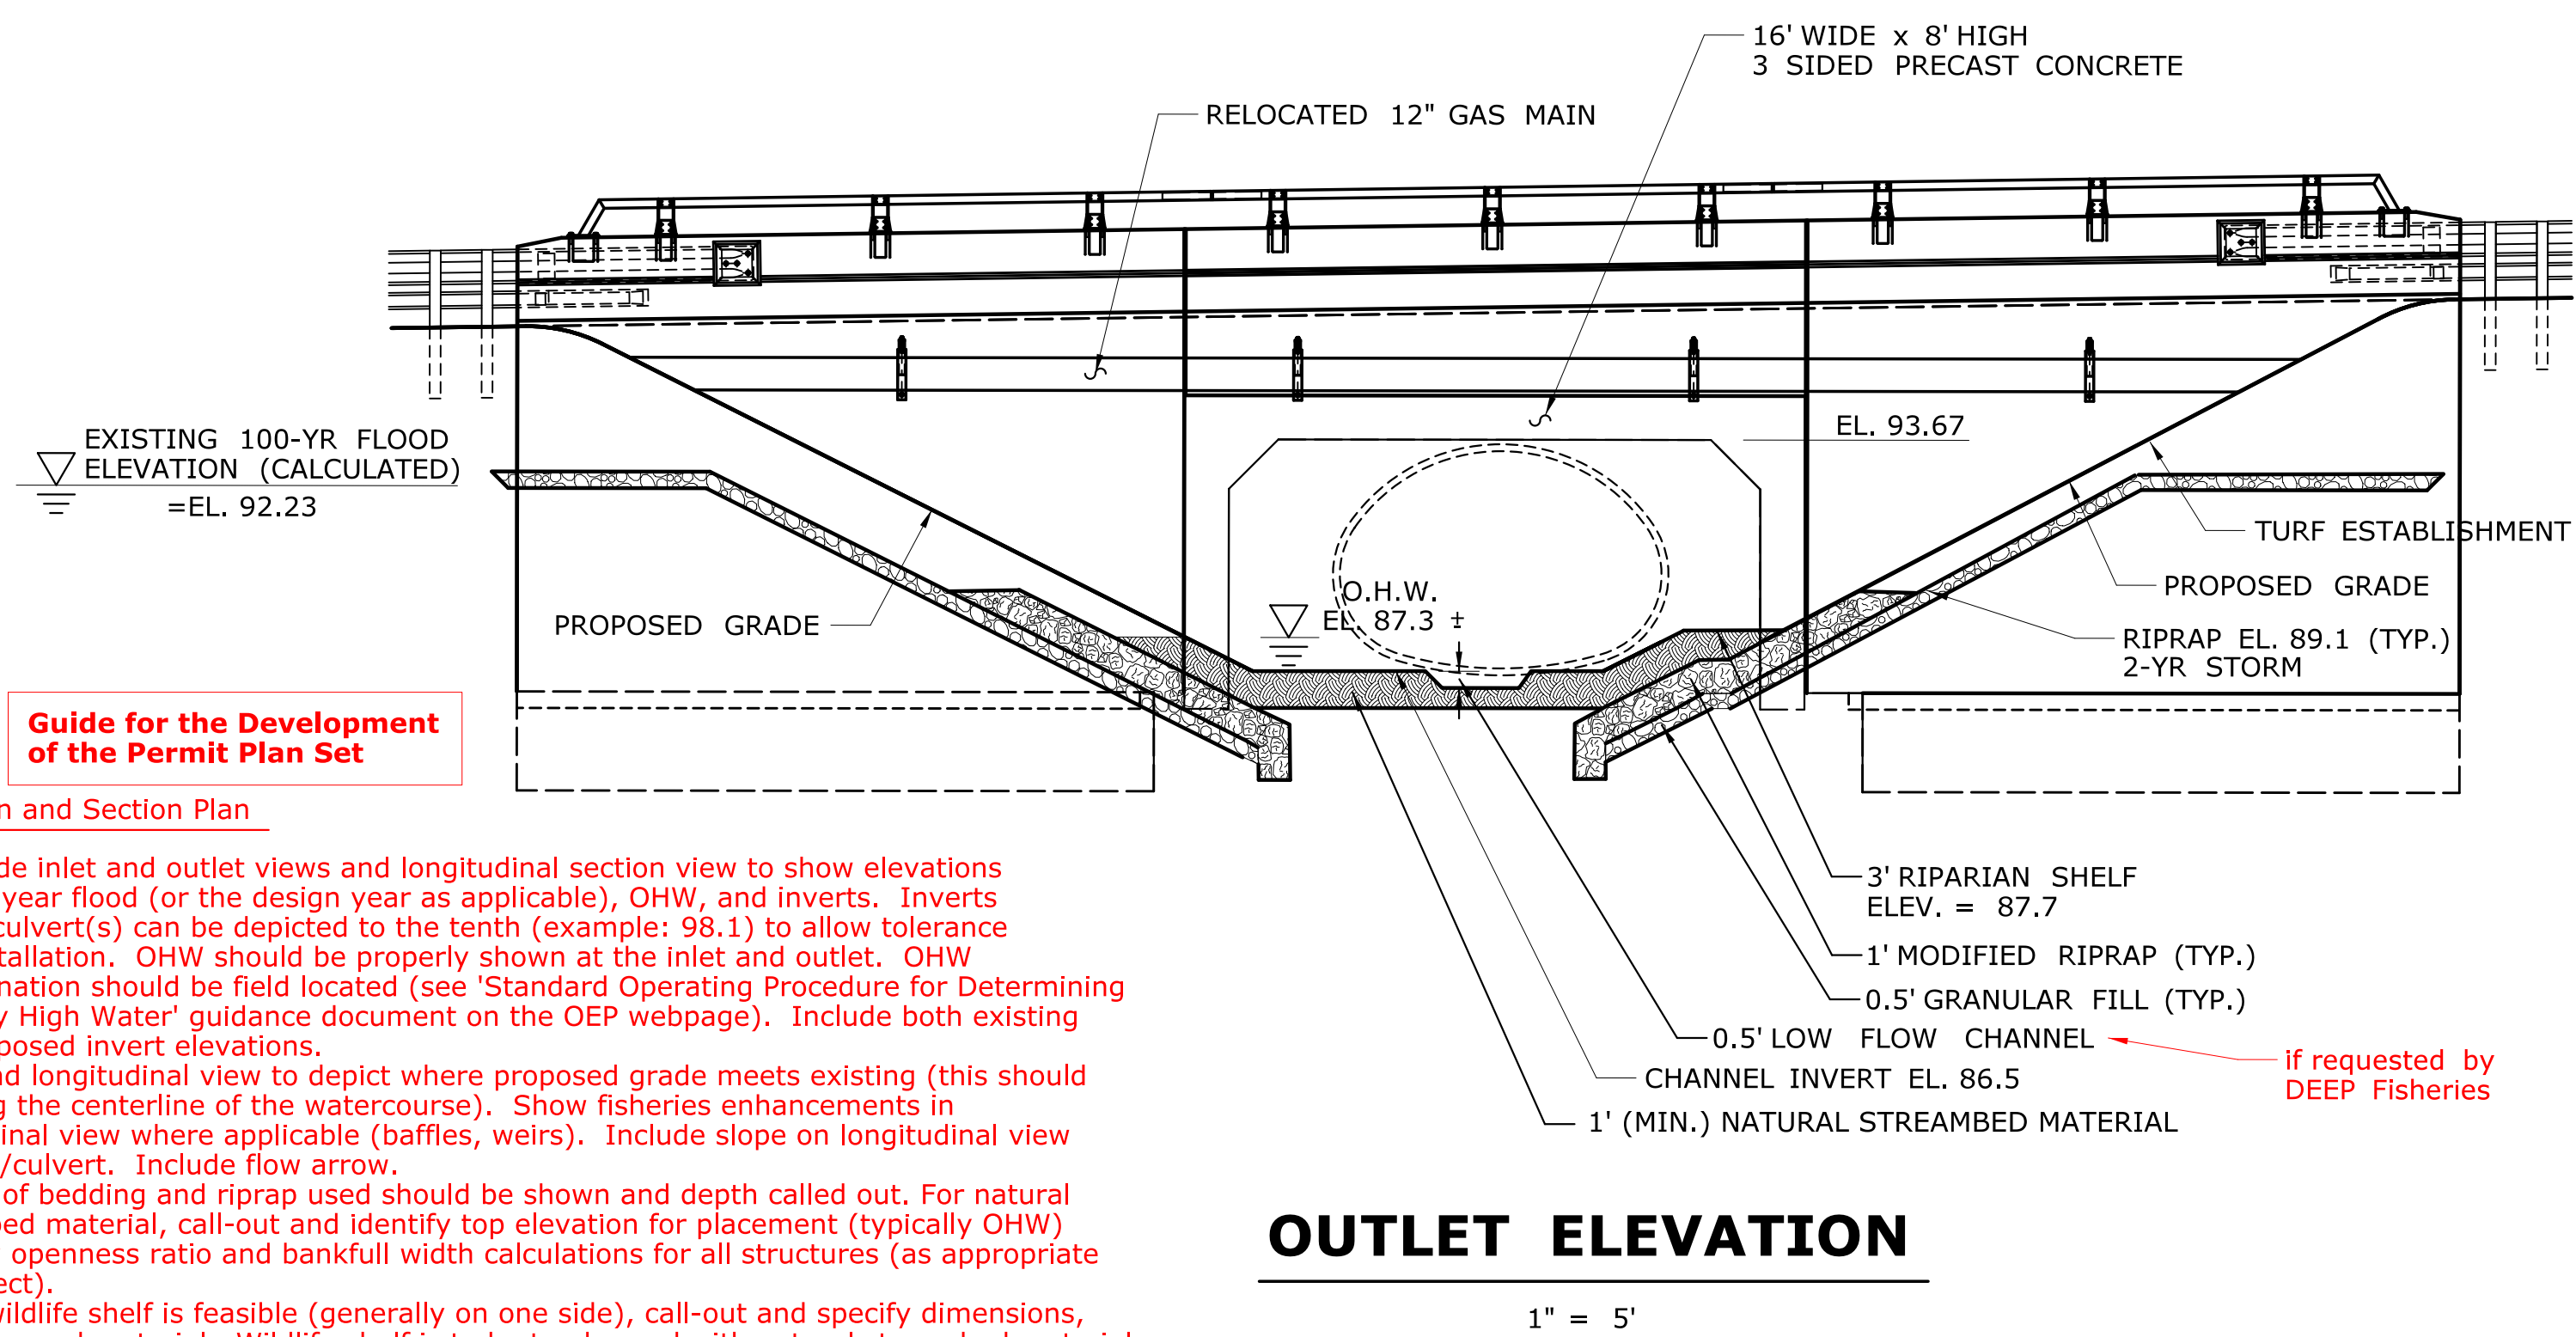 16' WIDE x 8' HIGH
3 SIDED PRECAST CONCRETE
RELOCATED 12" GAS MAIN
EXISTING 100-YR FLOOD
ELEVATION (CALCULATED)
=EL. 92.23
EL. 93.67
TURF ESTABLISHMENT
PROPOSED GRADE
RIPRAP EL. 89.1 (TYP.)
2-YR STORM
O.H.W.
EL. 87.3 ±
PROPOSED GRADE
Guide for the Development
of the Permit Plan Set
n and Section Plan
de inlet and outlet views and longitudinal section view to show elevations
year flood (or the design year as applicable), OHW, and inverts. Inverts
culvert(s) can be depicted to the tenth (example: 98.1) to allow tolerance
tallation. OHW should be properly shown at the inlet and outlet. OHW
nation should be field located (see 'Standard Operating Procedure for Determining
y High Water' guidance document on the OEP webpage). Include both existing
posed invert elevations.
nd longitudinal view to depict where proposed grade meets existing (this should
g the centerline of the watercourse). Show fisheries enhancements in
inal view where applicable (baffles, weirs). Include slope on longitudinal view
/culvert. Include flow arrow.
of bedding and riprap used should be shown and depth called out. For natural
bed material, call-out and identify top elevation for placement (typically OHW)
openness ratio and bankfull width calculations for all structures (as appropriate
ect).
wildlife shelf is feasible (generally on one side), call-out and specify dimensions,
3' RIPARIAN SHELF
ELEV. = 87.7
1' MODIFIED RIPRAP (TYP.)
0.5' GRANULAR FILL (TYP.)
0.5' LOW FLOW CHANNEL
if requested by
DEEP Fisheries
CHANNEL INVERT EL. 86.5
1' (MIN.) NATURAL STREAMBED MATERIAL
OUTLET ELEVATION
1" = 5'